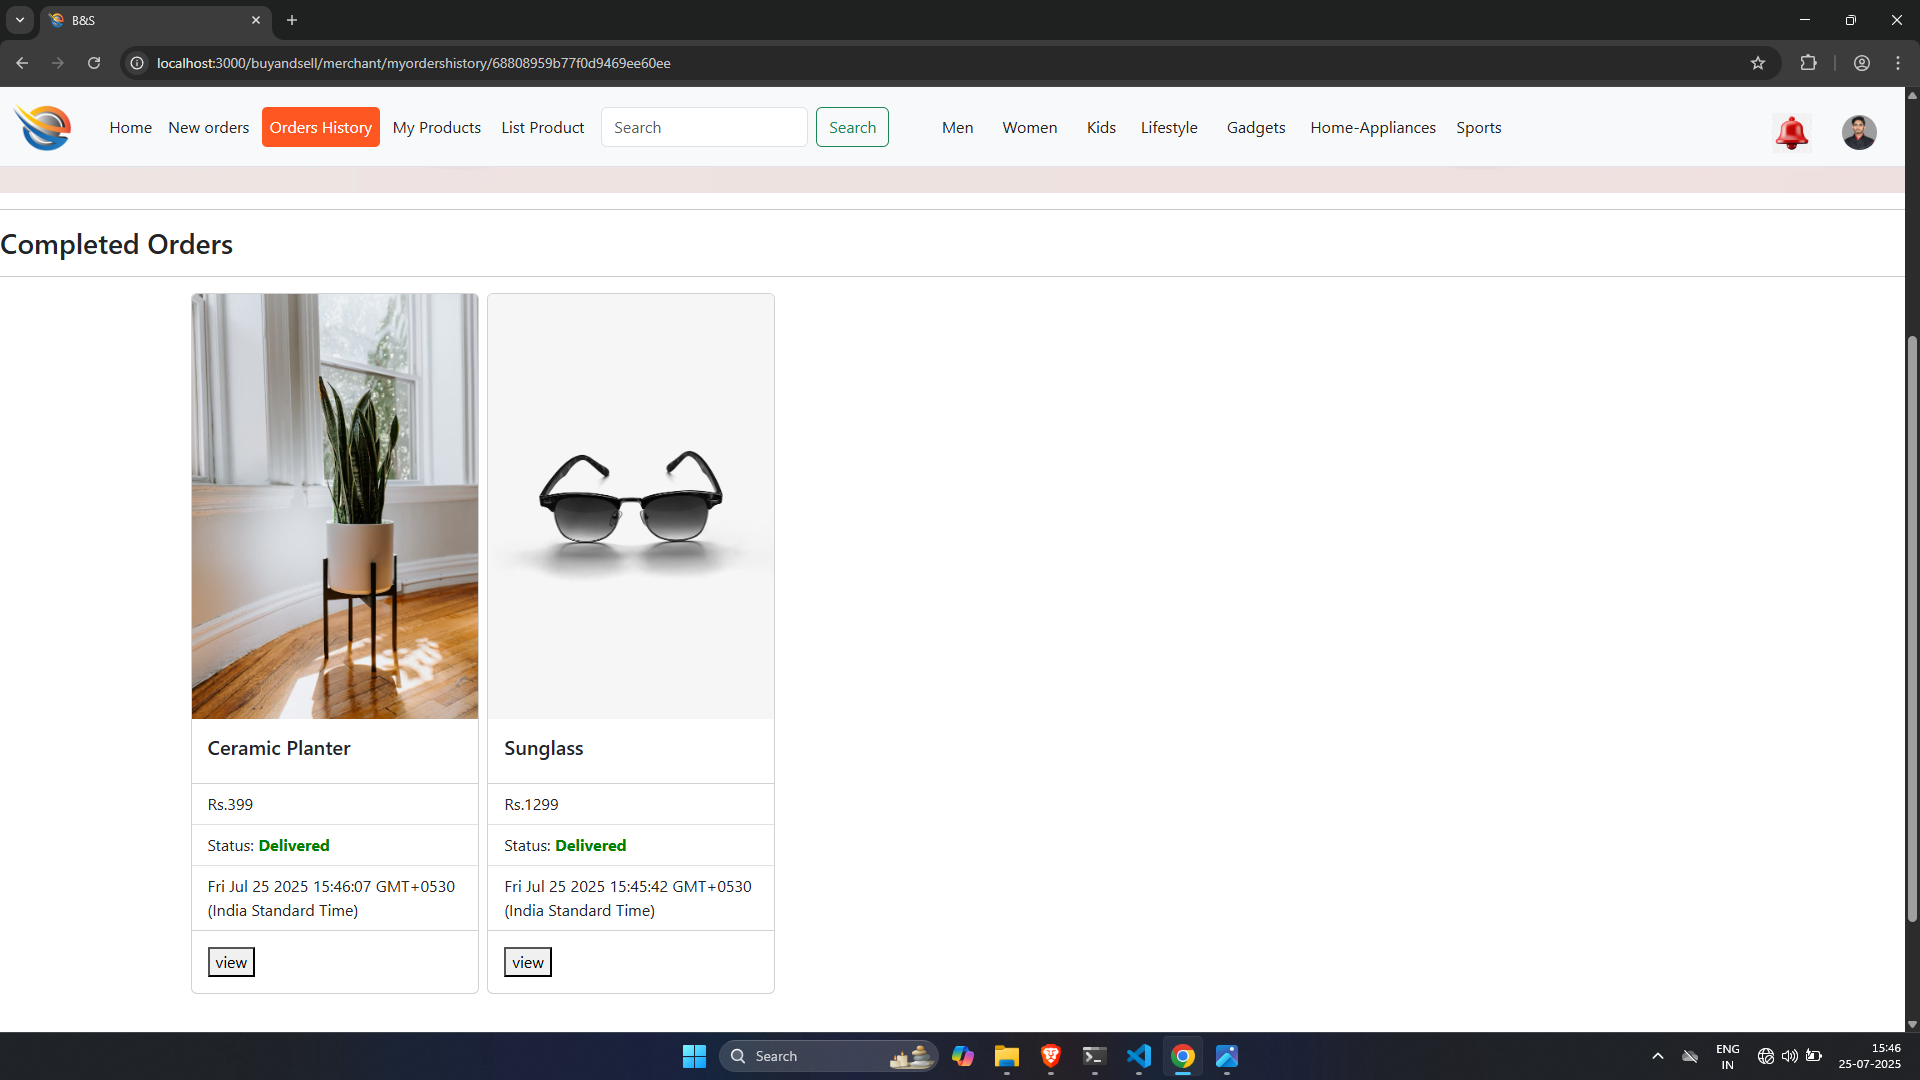 B&S
localhost:3000/buyandsell/merchant/myordershistory/68808959b77f0d9469ee60ee
Home New orders Orders History My Products List Product Search Search Men Women Kids Lifestyle Gadgets Home-Appliances Sports
Completed Orders
Ceramic Planter
Rs.399
Status: Delivered
Fri Jul 25 2025 15:46:07 GMT+0530
(India Standard Time)
view
Sunglass
Rs.1299
Status: Delivered
Fri Jul 25 2025 15:45:42 GMT+0530
(India Standard Time)
view
Search
ENG
IN
15:46
25-07-2025